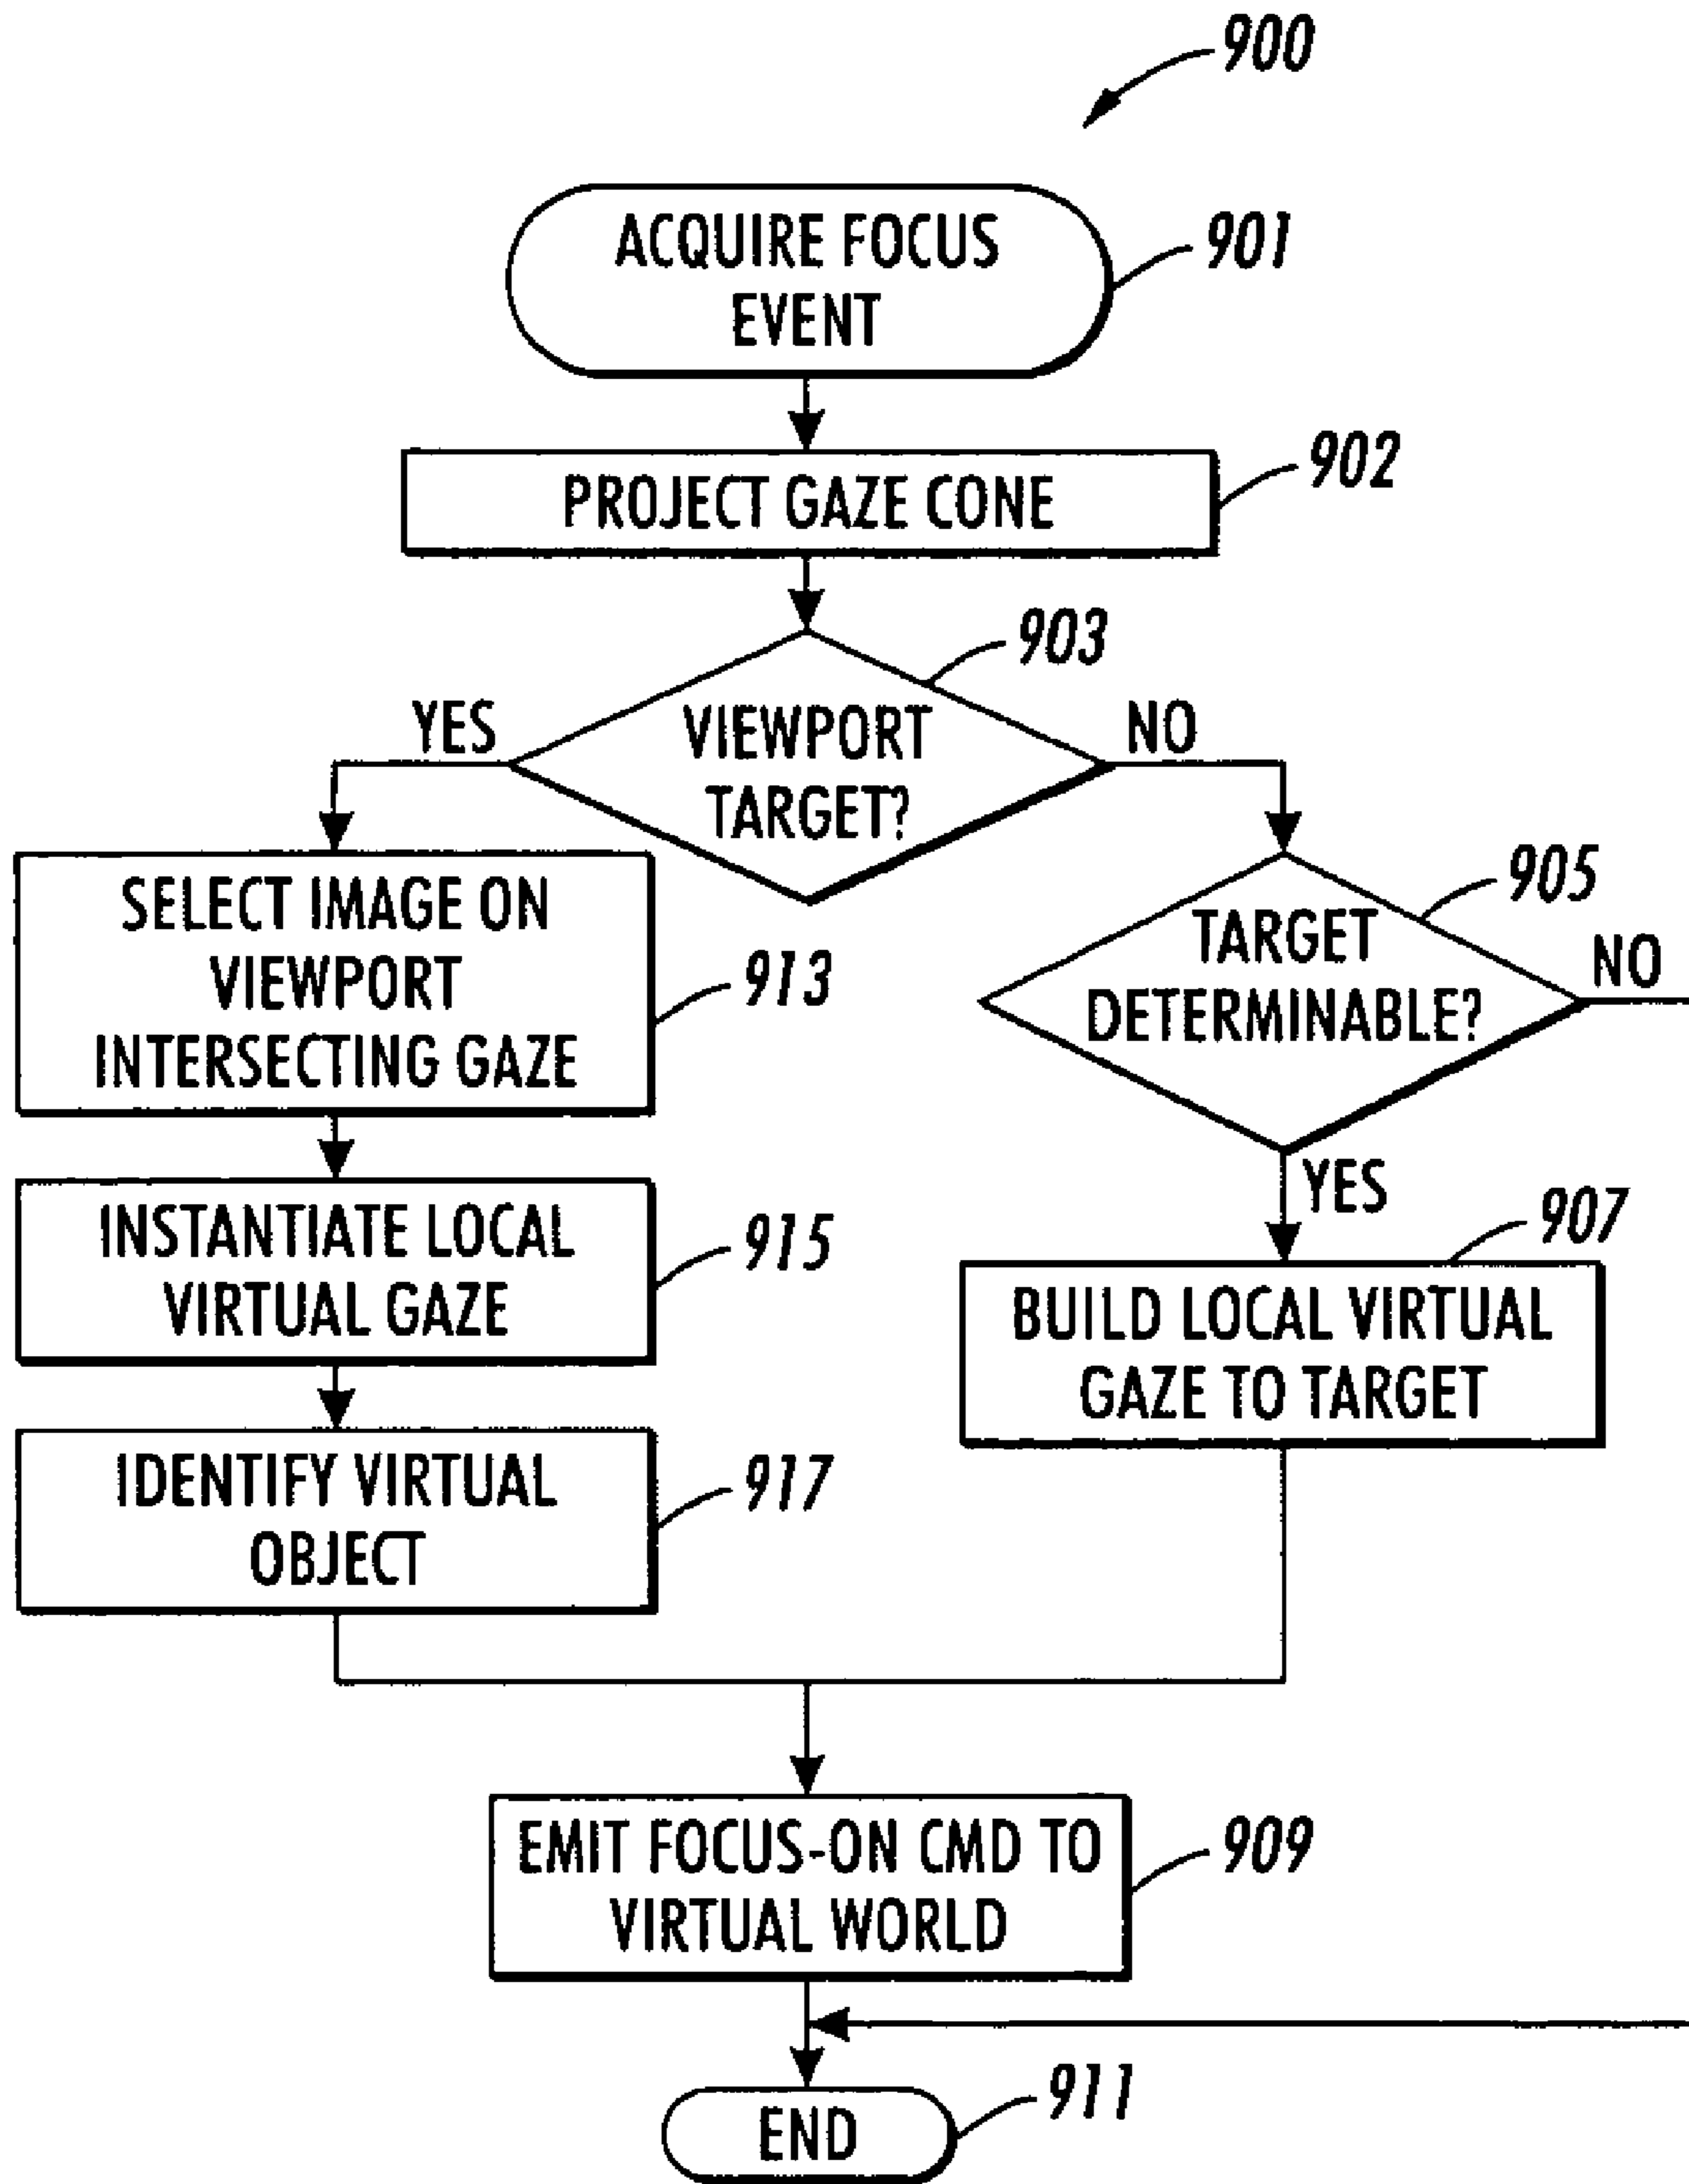 900
ACQUIRE FOCUS
EVENT
901
PROJECT GAZE CONE
902
903
VIEWPORT
TARGET?
YES
NO
SELECT IMAGE ON
VIEWPORT
INTERSECTING GAZE
913
905
TARGET
DETERMINABLE?
NO
YES
INSTANTIATE LOCAL
VIRTUAL GAZE
915
907
BUILD LOCAL VIRTUAL
GAZE TO TARGET
IDENTIFY VIRTUAL
OBJECT
917
EMIT FOCUS-ON CMD TO
VIRTUAL WORLD
909
END
911